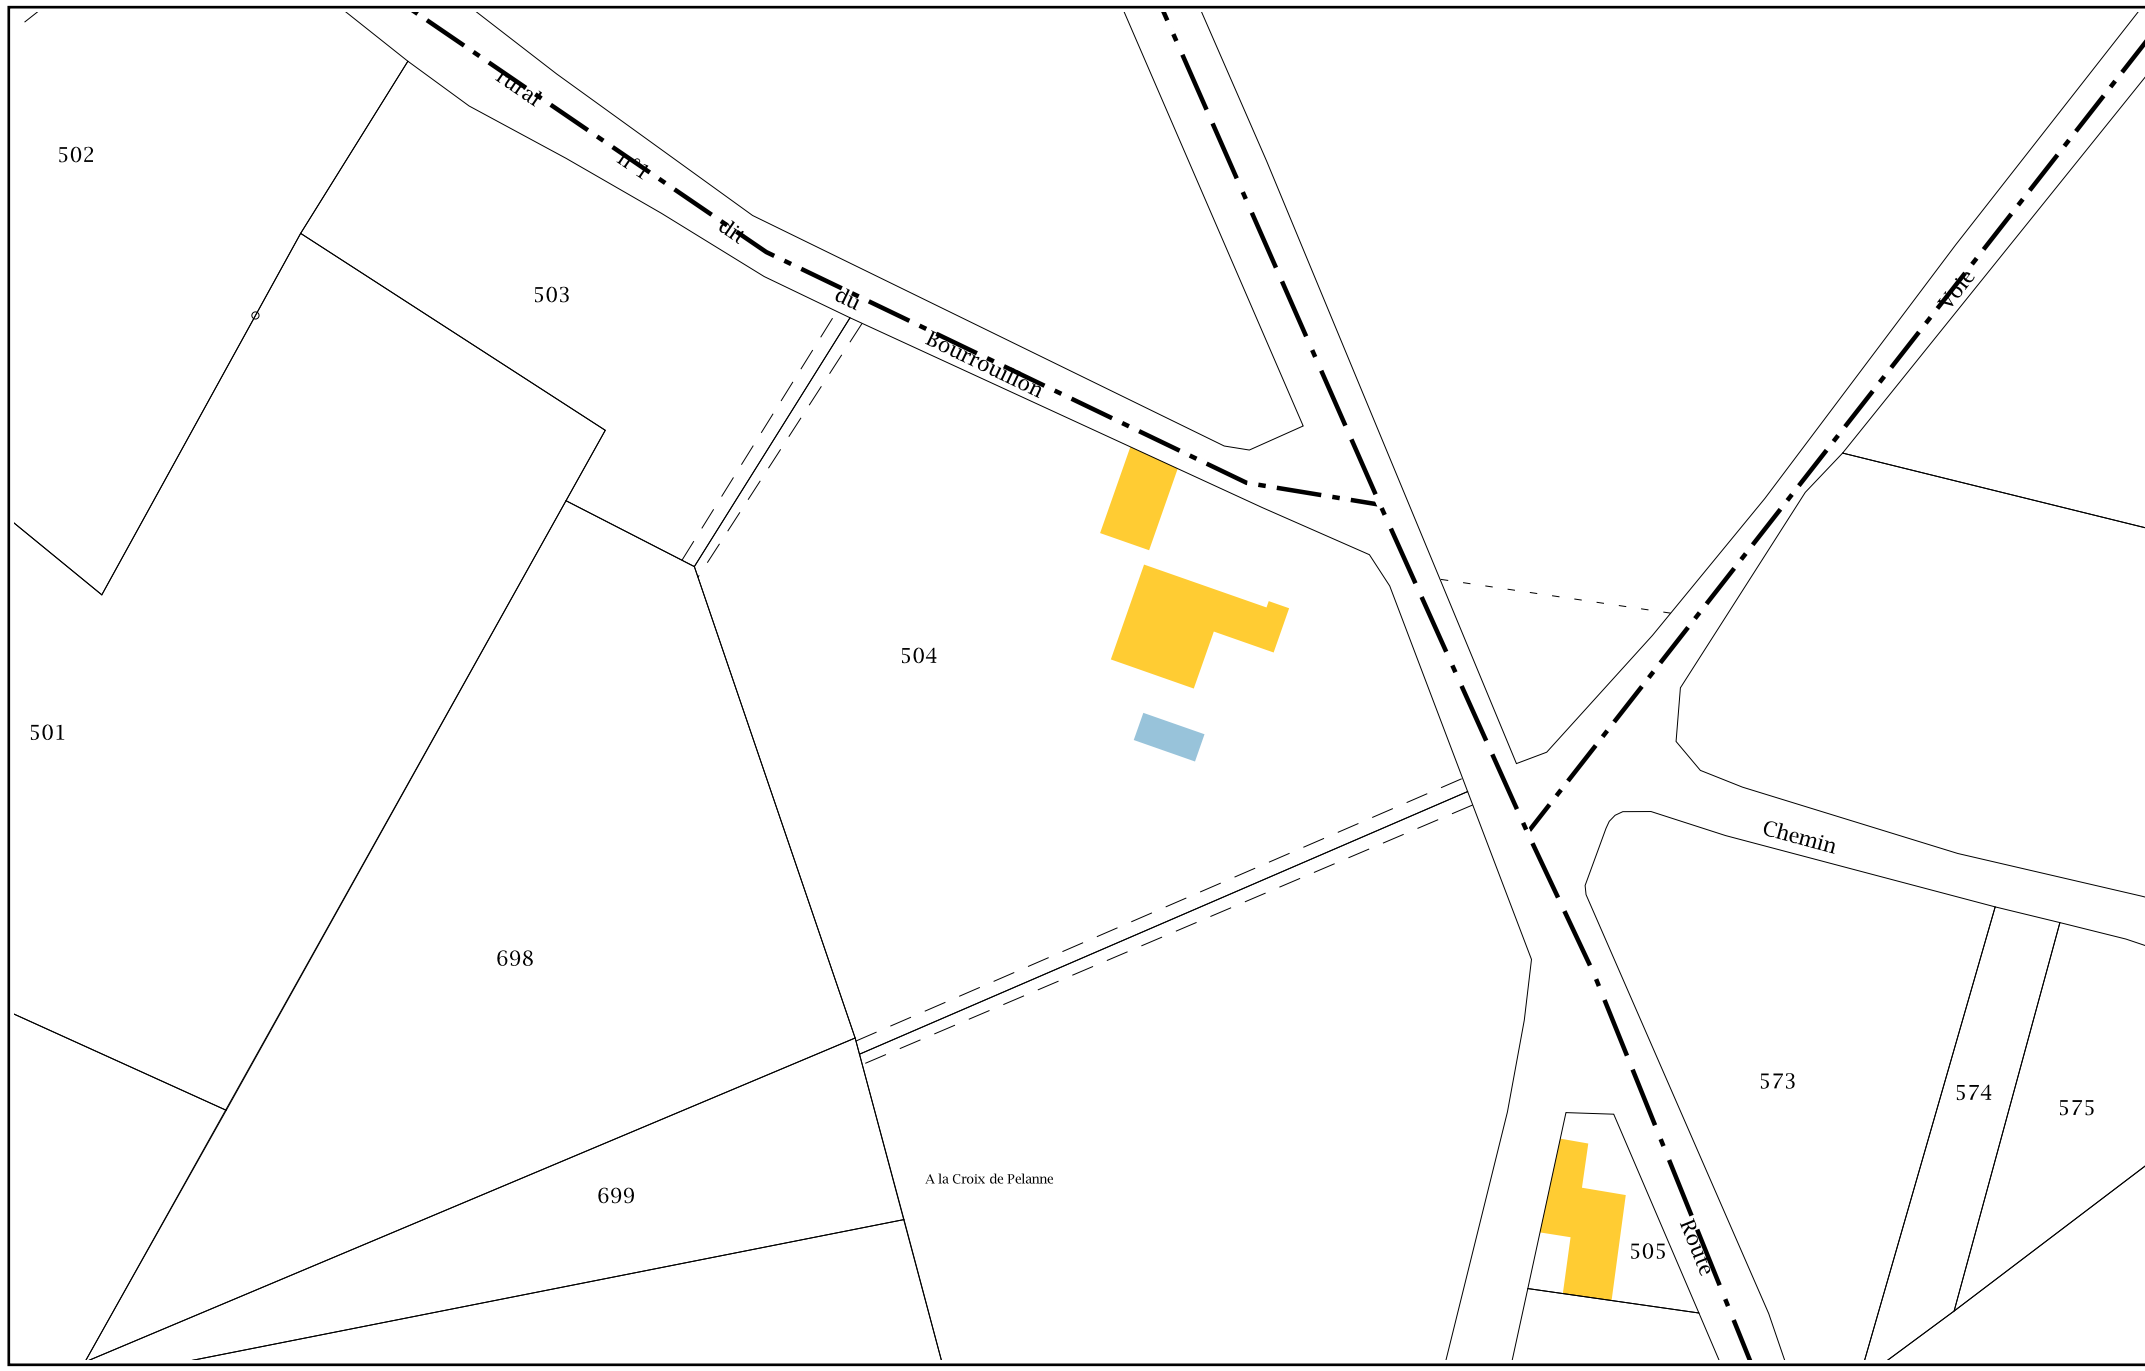 rural
n°1
dit
du
Bourrouillon
Voie
502
503
504
501
Chemin
698
573
574
575
A la Croix de Pelanne
699
505
Route